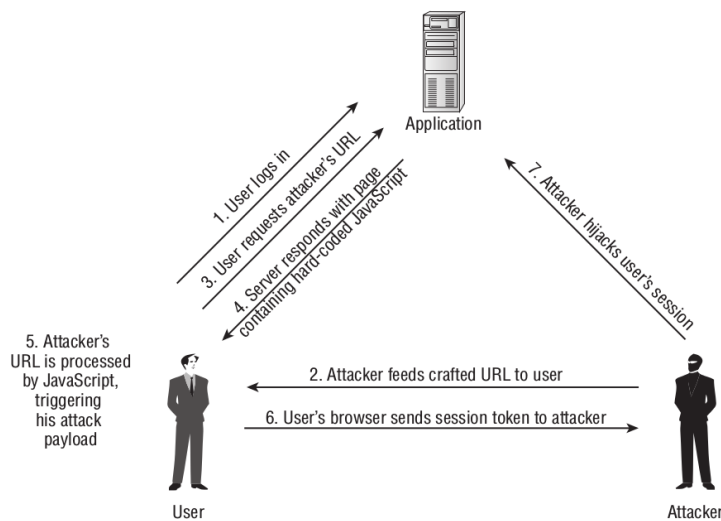 Application
1. User logs in
3. User requests attacker's URL
4. Server responds with page
containing hard-coded JavaScript
7. Attacker hijacks user's session
5. Attacker's
URL is processed
by JavaScript,
triggering
his attack
payload
2. Attacker feeds crafted URL to user
6. User's browser sends session token to attacker
User
Attacker